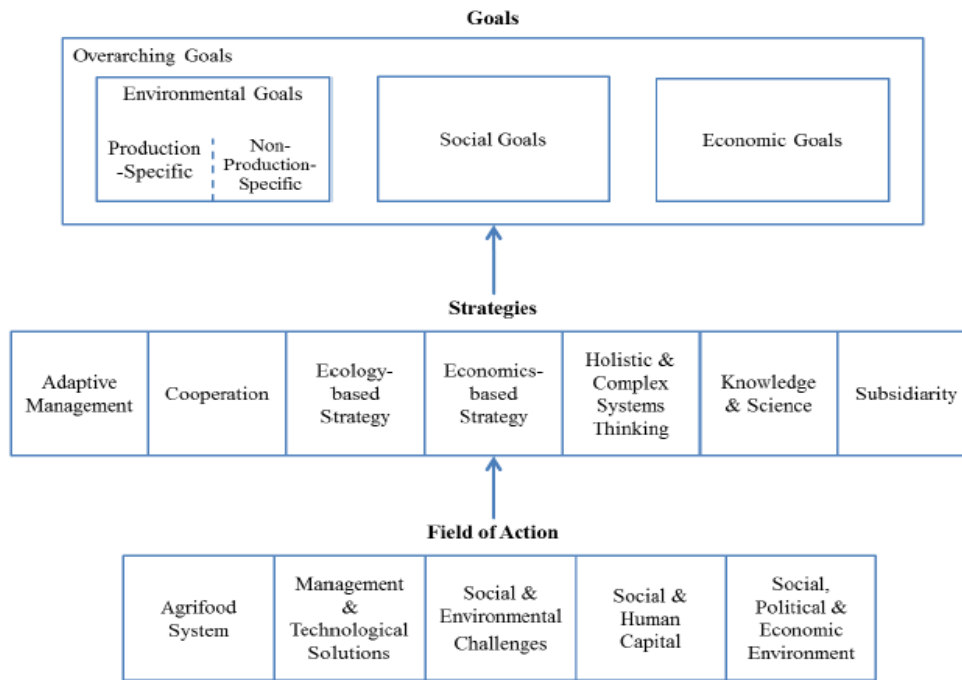 Goals
Overarching Goals
Environmental Goals
Production
-Specific
Non-
Production-
Specific
Social Goals
Economic Goals
Strategies
Adaptive
Management
Cooperation
Ecology-
based
Strategy
Economics-
based
Strategy
Holistic &
Complex
Systems
Thinking
Knowledge
& Science
Subsidiarity
Field of Action
Agrifood
System
Management
&
Technological
Solutions
Social &
Environmental
Challenges
Social &
Human
Capital
Social,
Political &
Economic
Environment